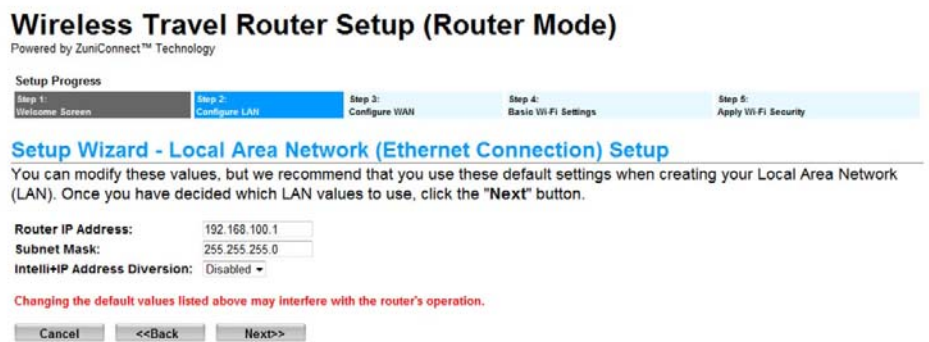 Wireless Travel Router Setup (Router Mode)
Powered by ZuniConnect™ Technology
Setup Progress
Step 1: Step 2: Step 3: Step 4: Step 5:
Welcome Screen Configure LAN Configure WAN Basic Wi-Fi Settings Apply Wi-Fi Security
Setup Wizard - Local Area Network (Ethernet Connection) Setup
You can modify these values, but we recommend that you use these default settings when creating your Local Area Network
(LAN). Once you have decided which LAN values to use, click the "Next" button.
Router IP Address: 192.168.100.1
Subnet Mask: 255.255.255.0
Intelli+IP Address Diversion: Disabled
Changing the default values listed above may interfere with the router's operation.
Cancel <<Back Next>>